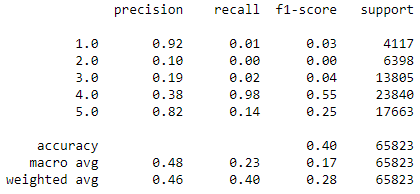 precision recall f1-score support
1.0 0.92 0.01 0.03 4117
2.0 0.10 0.00 0.00 6398
3.0 0.19 0.02 0.04 13805
4.0 0.38 0.98 0.55 23840
5.0 0.82 0.14 0.25 17663
accuracy 0.40 65823
macro avg 0.48 0.23 0.17 65823
weighted avg 0.46 0.40 0.28 65823